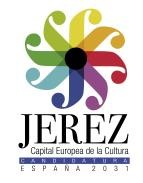 JEREZ
Capital Europea de la Cultura
CANDIDATURA
ESPAÑA 2031